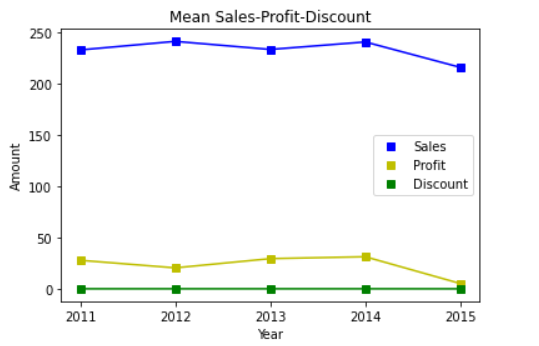 Mean Sales-Profit-Discount
250
200
150
100
50
0
Amount
Sales
Profit
Discount
2011 2012 2013 2014 2015
Year